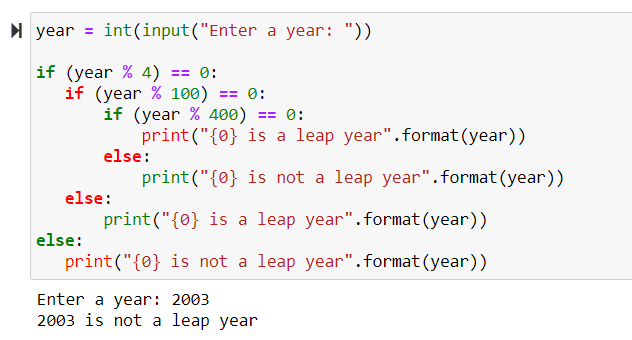 year = int(input("Enter a year: "))
if (year % 4) == 0:
    if (year % 100) == 0:
        if (year % 400) == 0:
            print("{0} is a leap year".format(year))
        else:
            print("{0} is not a leap year".format(year))
    else:
        print("{0} is a leap year".format(year))
else:
    print("{0} is not a leap year".format(year))
Enter a year: 2003
2003 is not a leap year